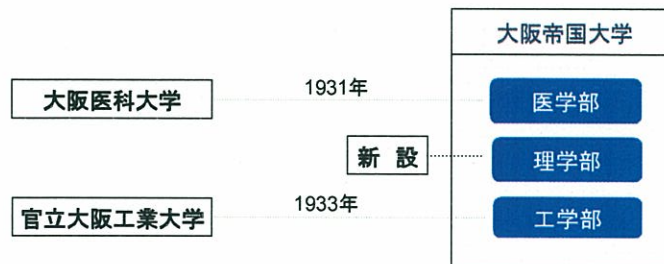 大阪帝国大学
大阪医科大学
1931年
医学部
新 設
理学部
官立大阪工業大学
1933年
工学部